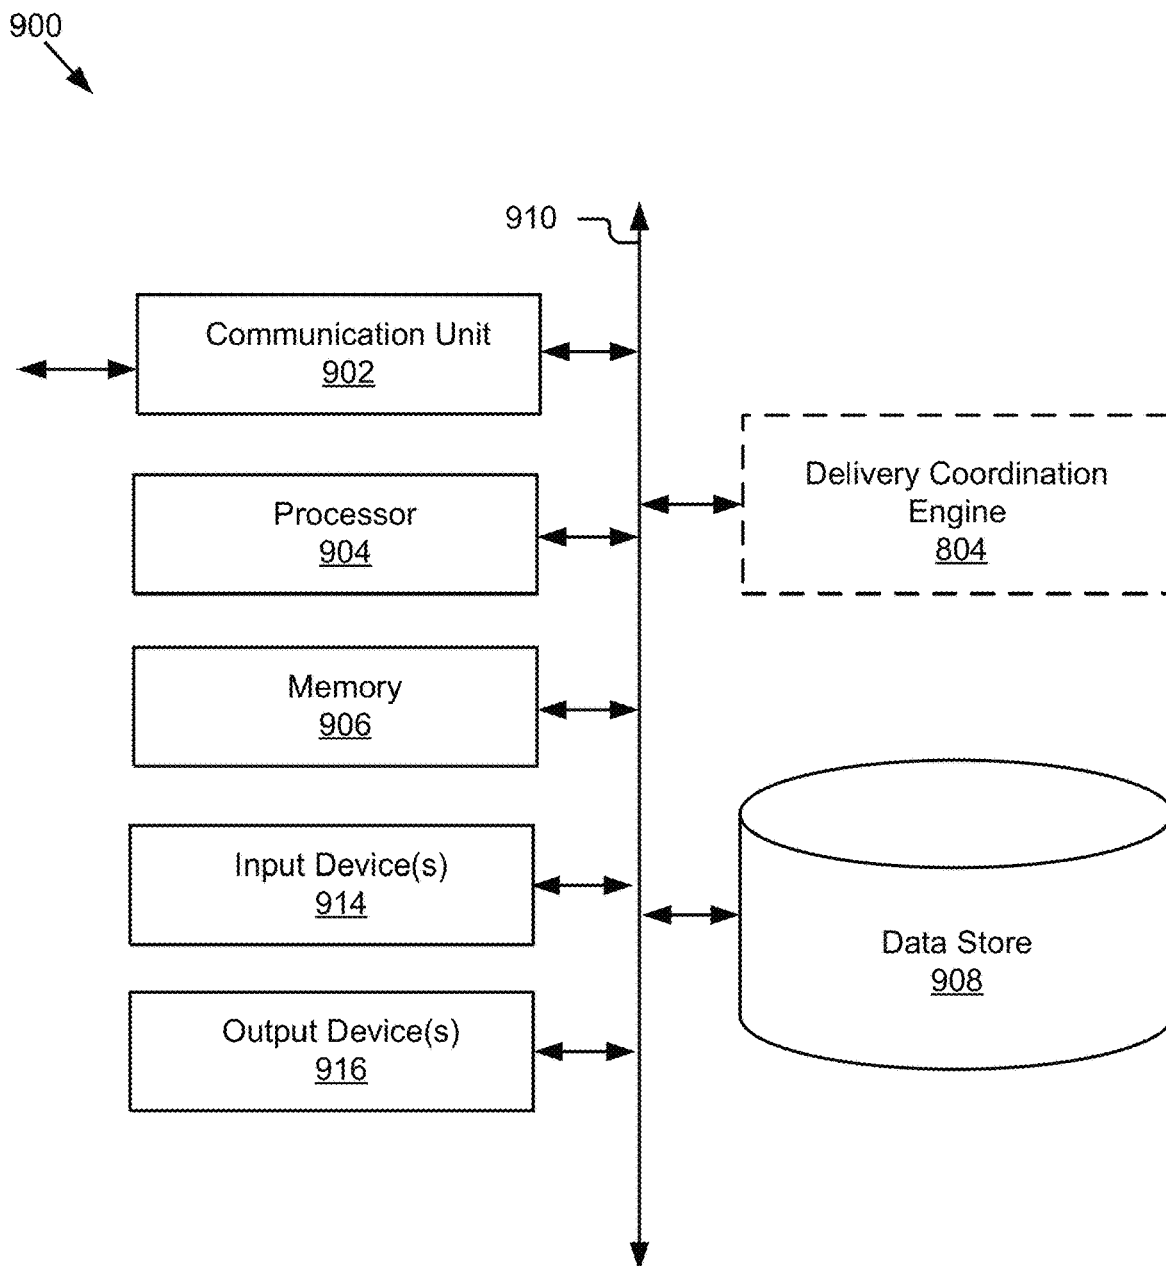 900
910
Communication Unit
902
Processor
904
Memory
906
Input Device(s)
914
Output Device(s)
916
Delivery Coordination
Engine
804
Data Store
908